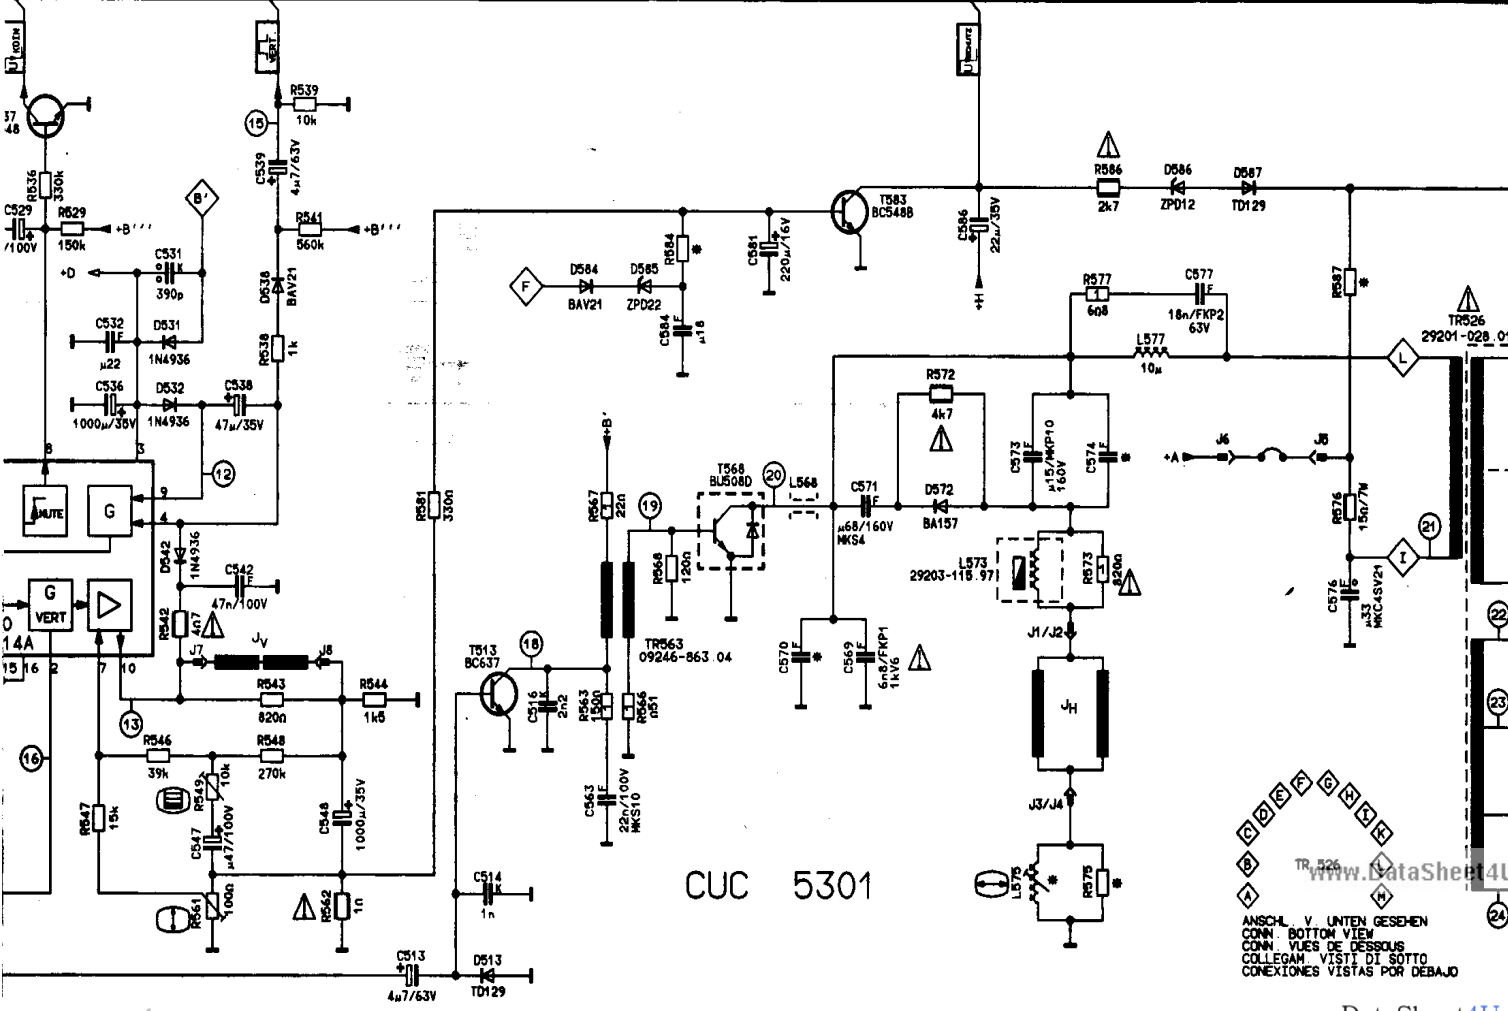 U KOIN
VERT.
R539
10k
15
C539
4µ7/63V
37
48
R536
330k
C529
/100V
R529
150k
+B'''
B'
R541
560k
+B'''
+D
C531
K
390p
D538
BAV21
C532
F
µ22
D531
1N4936
R538
1k
C536
1000µ/35V
D532
1N4936
C538
47µ/35V
8
3
12
MUTE
G
9
4
D542
1N4936
C542
F
47n/100V
R542
4Ω7
G
VERT
0
14A
15
16
2
7
10
J7
JV
J8
R543
820Ω
R544
1k5
13
16
R546
39k
R548
270k
R549
10k
R547
15k
C547
µ47/100V
C548
1000µ/35V
R561
100Ω
R562
1Ω
C513
4µ7/63V
D513
TD129
C514
K
1n
T513
BC637
18
C516
K
2n2
R581
330Ω
F
D584
BAV21
D585
ZPD22
R584
*
C584
F
µ18
C581
220µ/16V
T583
BC548B
+B'
R567
22Ω
19
R568
120Ω
TR563
09246-863.04
R563
150Ω
R566
Ω51
C563
F
22n/100V
MKS10
T568
BU508D
20
L568
C571
F
µ68/160V
MKS4
R572
4k7
D572
BA157
C570
F
*
C569
F
6n8/FKP1
1kV6
C586
22µ/35V
+H
R586
2k7
D586
ZPD12
D587
TD129
R577
6Ω8
C577
F
18n/FKP2
63V
L577
10µ
C573
F
µ15/MKP10
160V
C574
F
*
L573
29203-115.97
R573
820Ω
J1/J2
JH
J3/J4
L575
R575
*
R587
*
+A
J6
J5
R576
15Ω/7W
21
C576
F
µ33
MKC4SV21
L
I
TR526
29201-028.01
22
23
24
CUC 5301
A
B
C
D
E
F
G
H
I
K
L
M
TR 526
www.DataSheet4U
ANSCHL. V. UNTEN GESEHEN
CONN. BOTTOM VIEW
CONN. VUES DE DESSOUS
COLLEGAM. VISTI DI SOTTO
CONEXIONES VISTAS POR DEBAJO
DataSheet4U